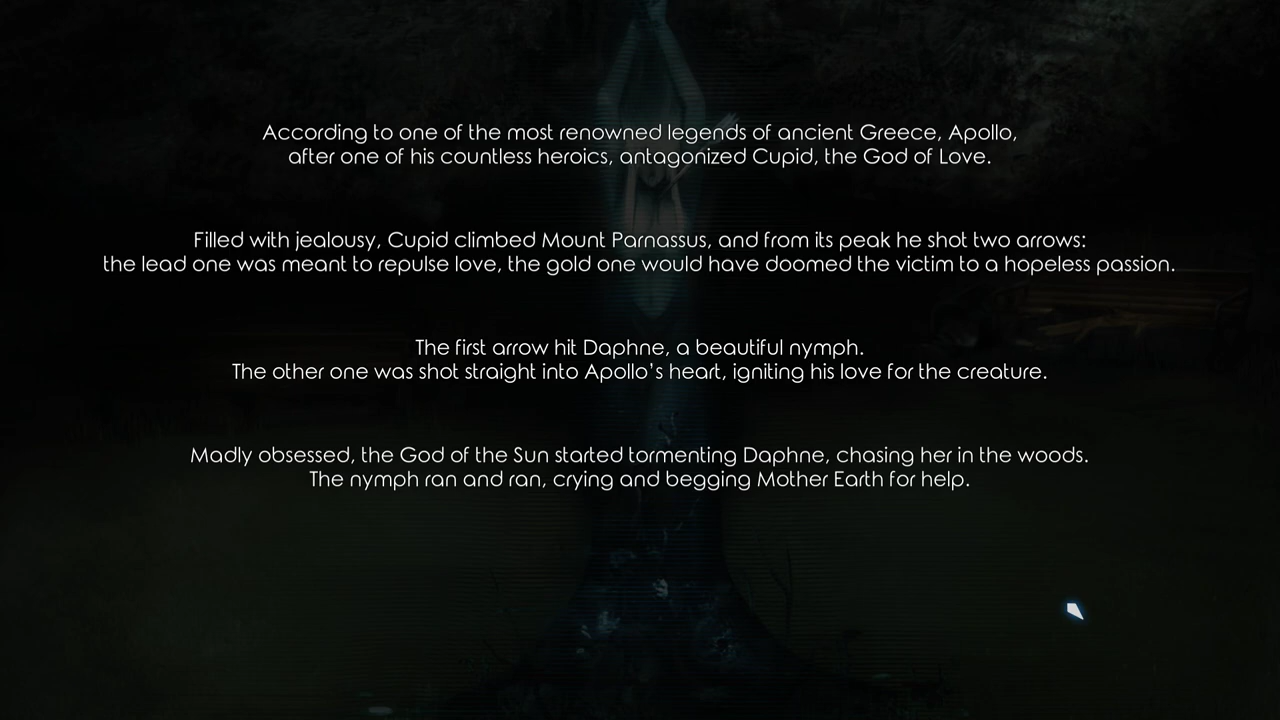 According to one of the most renowned legends of ancient Greece, Apollo,
after one of his countless heroics, antagonized Cupid, the God of Love.
Filled with jealousy, Cupid climbed Mount Parnassus, and from its peak he shot two arrows:
the lead one was meant to repulse love, the gold one would have doomed the victim to a hopeless passion.
The first arrow hit Daphne, a beautiful nymph.
The other one was shot straight into Apollo's heart, igniting his love for the creature.
Madly obsessed, the God of the Sun started tormenting Daphne, chasing her in the woods.
The nymph ran and ran, crying and begging Mother Earth for help.